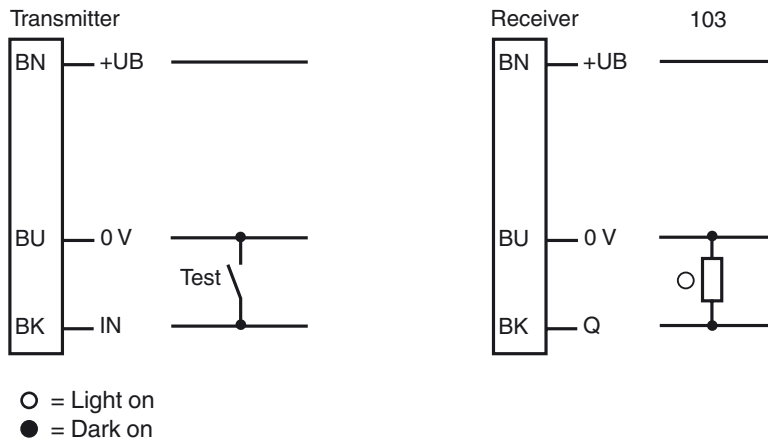 Transmitter
BN +UB
BU 0 V
Test
BK IN
Receiver 103
BN +UB
BU 0 V
BK Q
= Light on
= Dark on